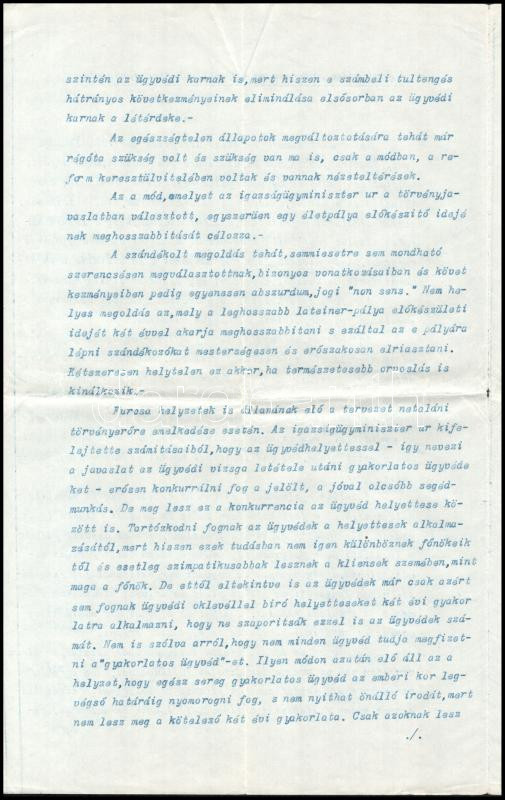 szintén az ügyvédi karnak is,mert hiszen e számbeli tultengés
hátrányos következményeinek eliminálása elsősorban az ügyvédi
karnak a létérdeke.-
Az egészségtelen állapotok megváltoztatására tehát már
régóta szükség volt és szükség van ma is, csak a módban, a re-
form keresztülvitelében voltak és vannak nézeteltérések.
Az a mód,amelyet az igazságügyminiszter ur a törvényja-
vaslatban választott, egyszerüen egy életpálya előkészitő idejé
nek meghosszabbitását célozza.-
A szándékolt megoldás tehát,semmiesetre sem mondható
szerencsésen megválasztottnak,bizonyos vonatkozásaiban és követ
kezményeiben pedig egyenesen abszurdum,jogi "non sens." Nem he-
lyes megoldás az,mely a leghosszabb lateiner-pálya előkészületi
idejét két évvel akarja meghosszabbitani s ezáltal az e pályára
lépni szándékozókat mesterségesen és erőszakosan elriasztani.
Kétszeresen helytelen ez akkor,ha természetesebb orvoslás is
kinálkozik.-
Furcsa helyzetek is állanának elő a tervezet netaláni
törvényerőre emelkedése esetén. Az igazságügyminiszter ur kife-
lejtette számitásaiból,hogy az ügyvédhelyettessel - igy nevezi
a javaslat az ügyvédi vizsga letétele utáni gyakorlatos ügyvéde
ket - erősen konkurrálni fog a jelölt, a jóval olcsóbb segéd-
munkás. De meg lesz ez a konkurrencia az ügyvéd helyettese kö-
zött is. Tartózkodni fognak az ügyvédek a helyettesek alkalma-
zásától,mert hiszen ezek tudásban nem igen különböznek főnökeik
től és esetleg szimpatikusabbak lesznek a kliensek szemében,mint
maga a főnök. De ettől eltekintve is az ügyvédek már csak azért
sem fognak ügyvédi oklevéllel biró helyetteseket két évi gyakor
latra alkalmazni, hogy ne szaporitsák ezzel is az ügyvédek szá-
mát. Nem is szólva arról,hogy nem minden ügyvéd tudja megfizet-
ni a"gyakorlatos ügyvéd"-et. Ilyen módon azután elő áll az a
helyzet,hogy egész sereg gyakorlatos ügyvéd az emberi kor leg-
végső határáig nyomorogni fog, s nem nyithat önálló irodát,mert
nem lesz meg a kötelező két évi gyakorlata. Csak azoknak lesz
./.